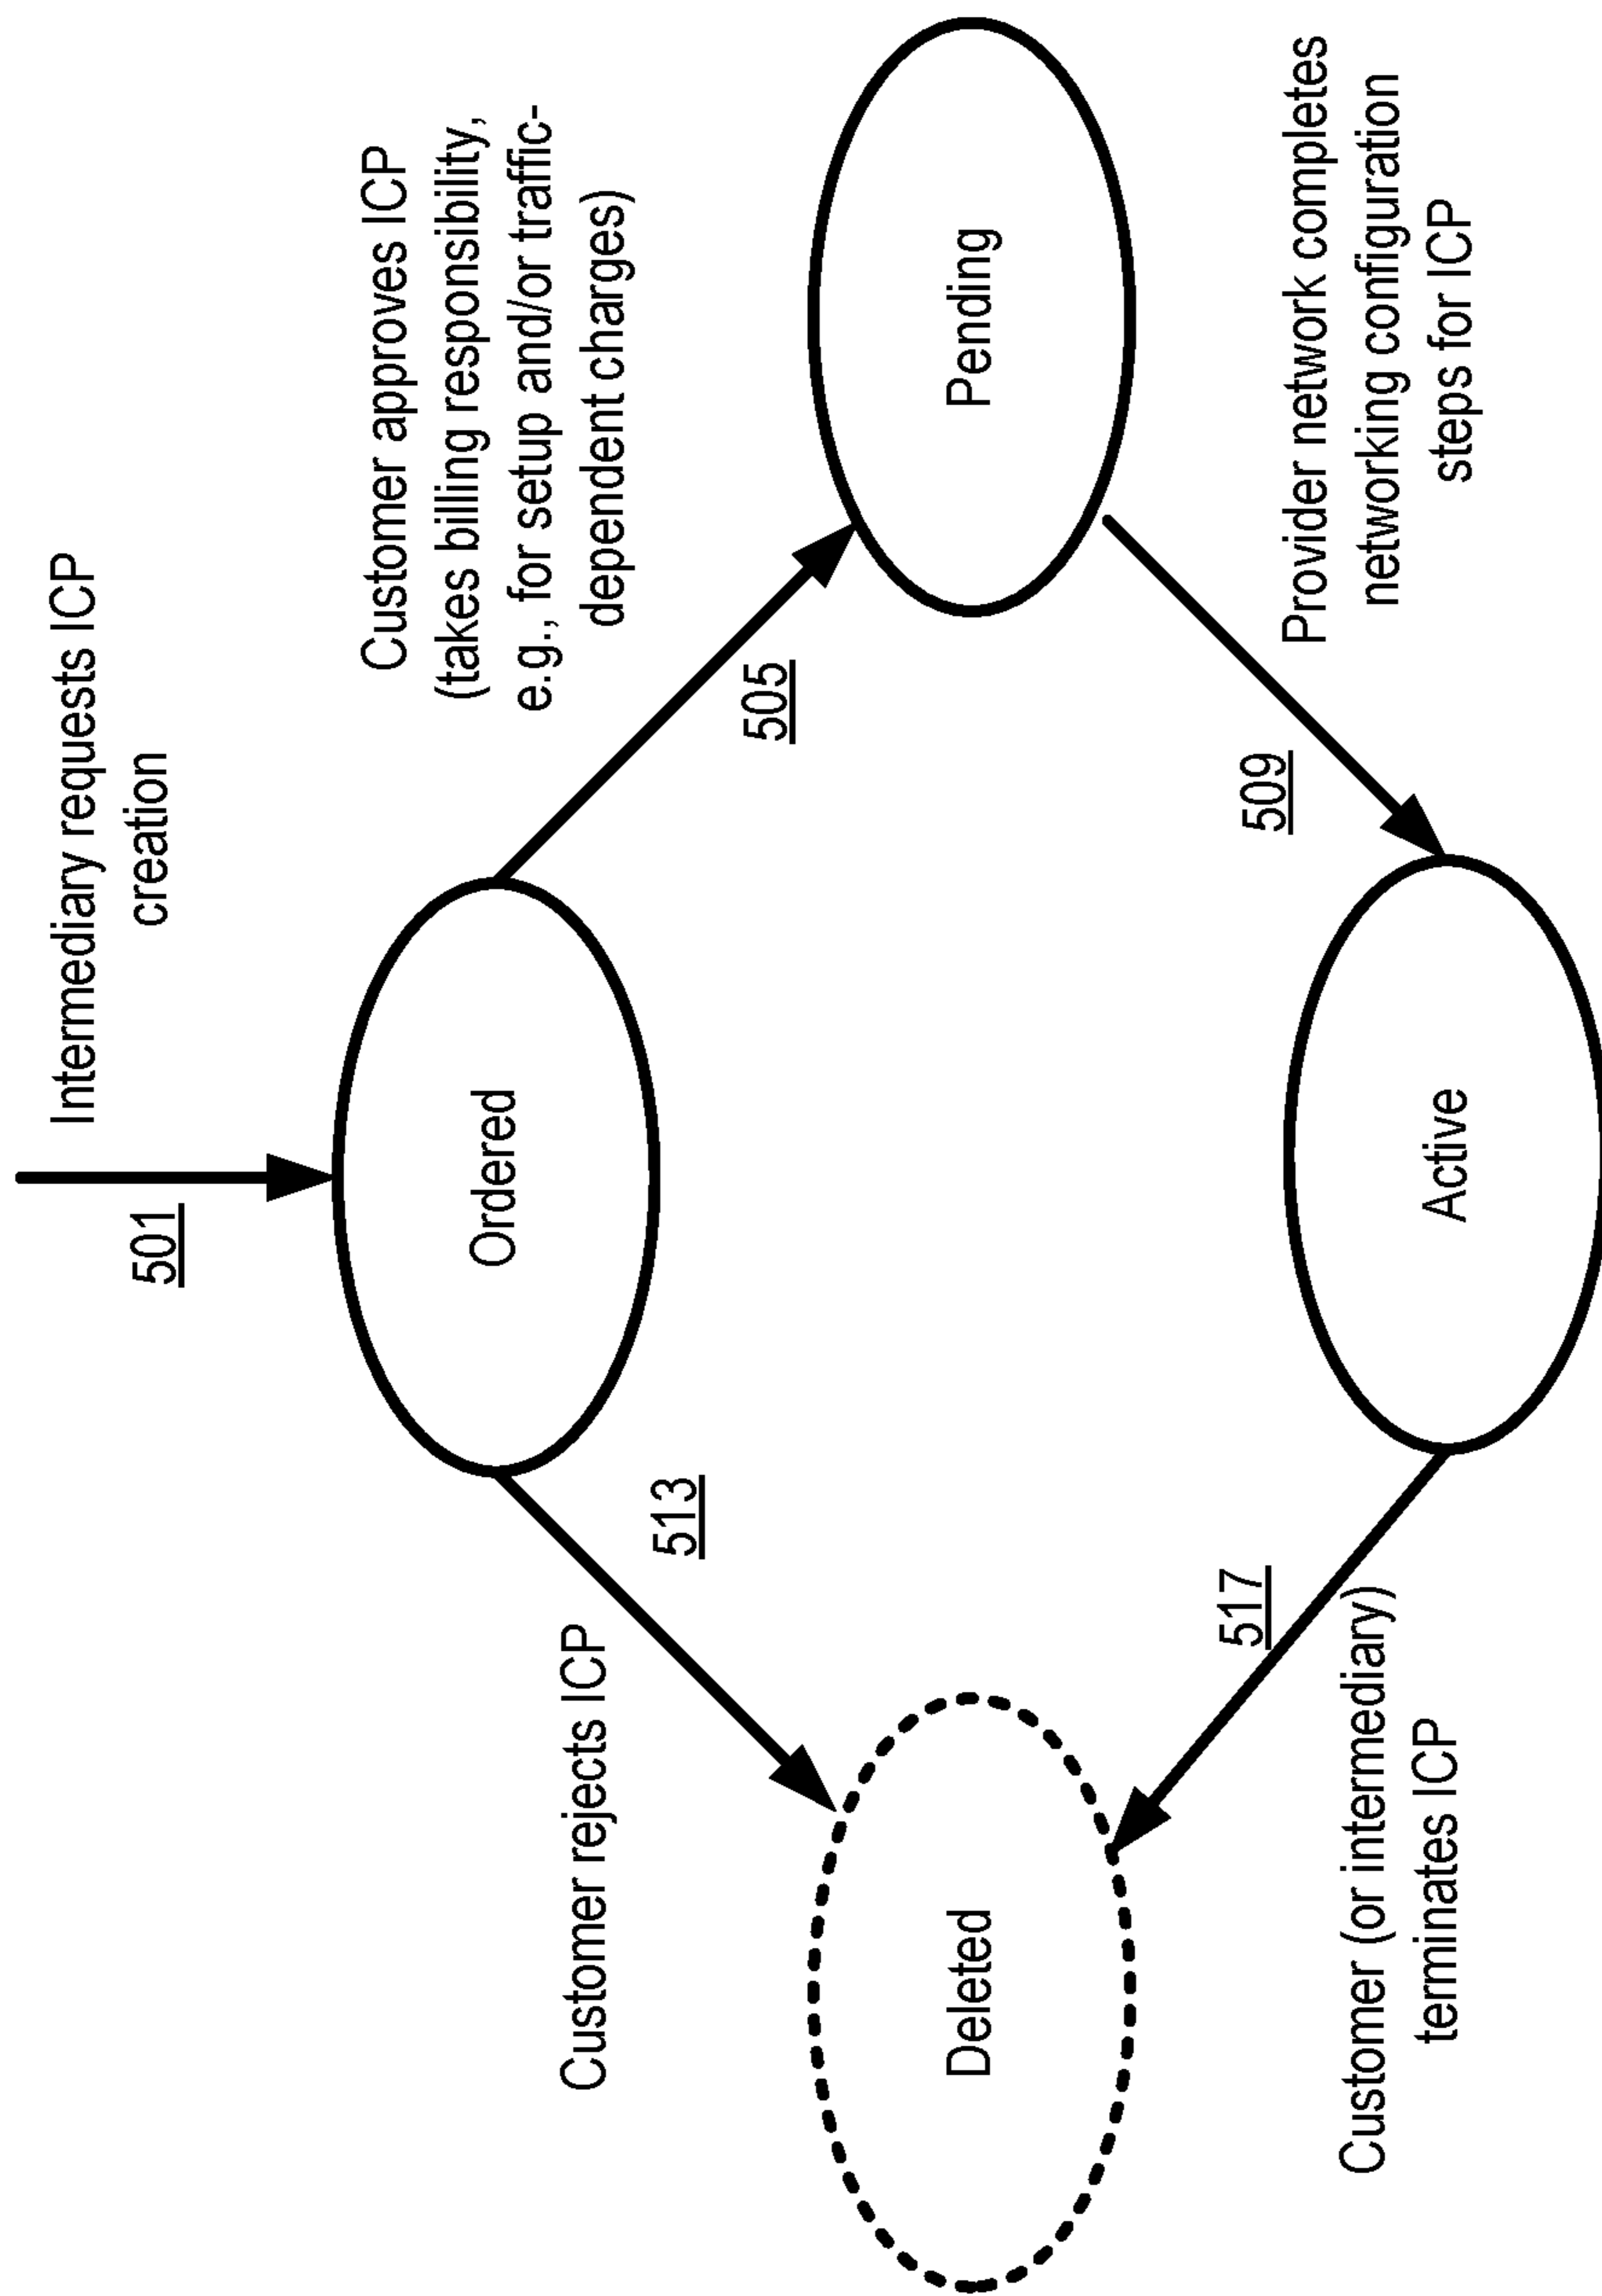 Intermediary requests ICP
creation
501
Customer approves ICP
(takes billing responsibility,
e.g., for setup and/or traffic-
dependent charges)
Ordered
505
Customer rejects ICP
513
Deleted
Pending
517
509
Customer (or intermediary)
terminates ICP
Active
Provider network completes
networking configuration
steps for ICP